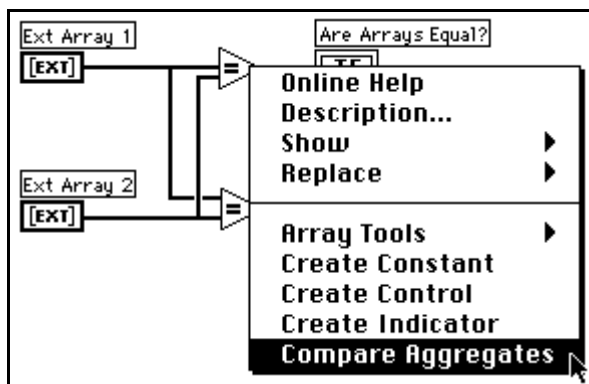 Ext Array 1
[EXT]
Are Arrays Equal?
=
Online Help
Description...
Show
Replace
Ext Array 2
[EXT]
=
Array Tools
Create Constant
Create Control
Create Indicator
Compare Aggregates